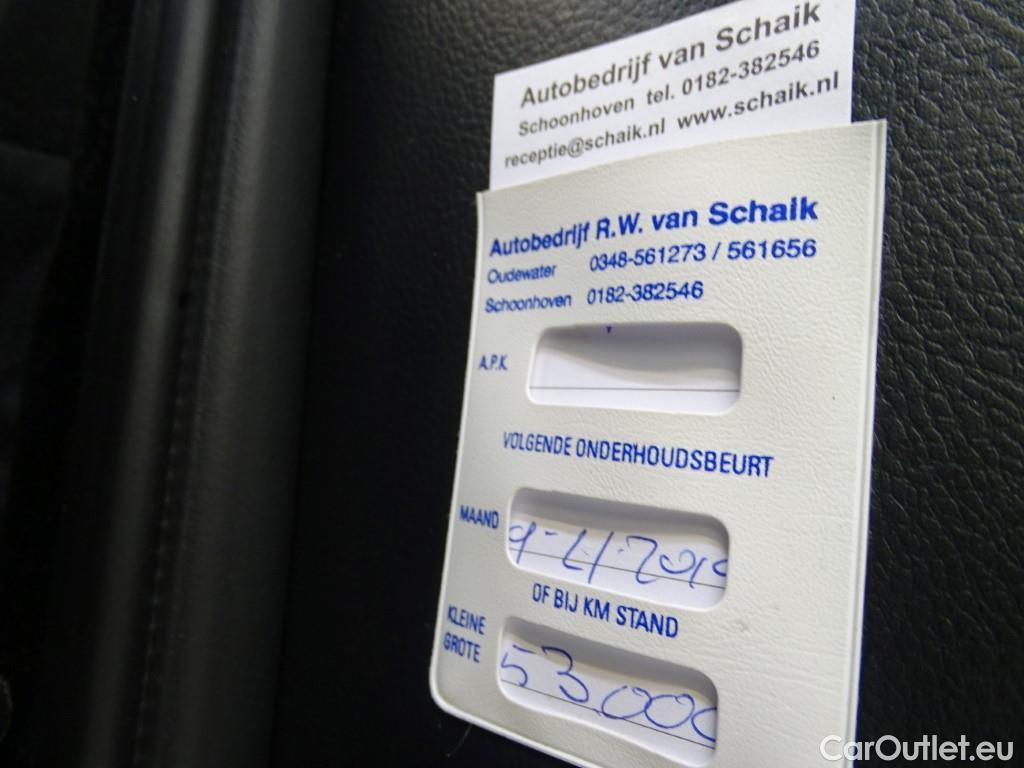 Autobedrijf van Schaik
Schoonhoven tel. 0182-382546
receptie@schaik.nl www.schaik.nl
Autobedrijf R.W. van Schaik
Oudewater 0348-561273 / 561656
Schoonhoven 0182-382546
A.P.K.
VOLGENDE ONDERHOUDSBEURT
MAAND
OF BIJ KM STAND
KLEINE
GROTE
53.000
CarOutlet.eu